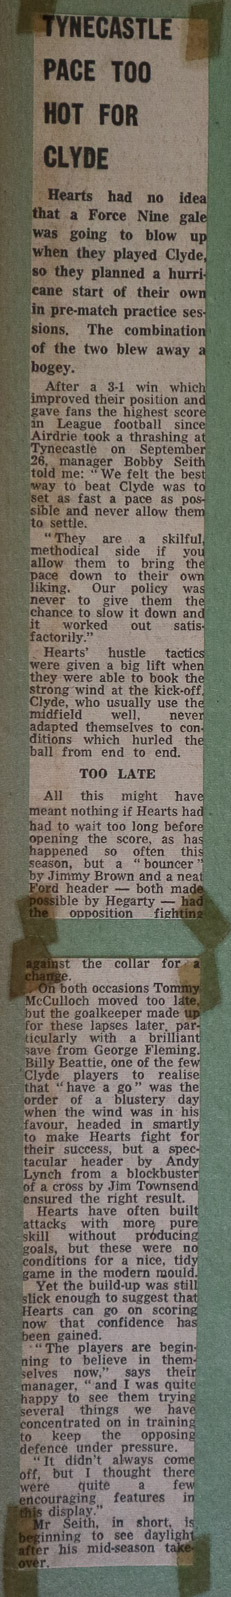 TYNECASTLE
PACE TOO
HOT FOR
CLYDE
Hearts had no idea
that a Force Nine gale
was going to blow up
when they played Clyde,
so they planned a hurri-
cane start of their own
in pre-match practice ses-
sions. The combination
of the two blew away a
bogey.
After a 3-1 win which
improved their position and
gave fans the highest score
in League football since
Airdrie took a thrashing at
Tynecastle on September
26, manager Bobby Seith
told me: "We felt the best
way to beat Clyde was to
set as fast a pace as pos-
sible and never allow them
to settle.
"They are a skilful,
methodical side if you
allow them to bring the
pace down to their own
liking. Our policy was
never to give them the
chance to slow it down and
it worked out satis-
factorily."
Hearts' hustle tactics
were given a big lift when
they were able to book the
strong wind at the kick-off.
Clyde, who usually use the
midfield well, never
adapted themselves to con-
ditions which hurled the
ball from end to end.
TOO LATE
All this might have
meant nothing if Hearts had
had to wait too long before
opening the score, as has
happened so often this
season, but a "bouncer"
by Jimmy Brown and a neat
Ford header — both made
possible by Hegarty — had
the opposition fighting
against the collar for a
change.
On both occasions Tommy
McCulloch moved too late,
but the goalkeeper made up
for these lapses later, par-
ticularly with a brilliant
save from George Fleming.
Billy Beattie, one of the few
Clyde players to realise
that "have a go" was the
order of a blustery day
when the wind was in his
favour, headed in smartly
to make Hearts fight for
their success, but a spec-
tacular header by Andy
Lynch from a blockbuster
of a cross by Jim Townsend
ensured the right result.
Hearts have often built
attacks with more pure
skill without producing
goals, but these were no
conditions for a nice, tidy
game in the modern mould.
Yet the build-up was still
slick enough to suggest that
Hearts can go on scoring
now that confidence has
been gained.
"The players are begin-
ning to believe in them-
selves now," says their
manager, "and I was quite
happy to see them trying
several things we have
concentrated on in training
to keep the opposing
defence under pressure.
"It didn't always come
off, but I thought there
were quite a few
encouraging features in
this display."
Mr Seith, in short, is
beginning to see daylight
after his mid-season take-
over.